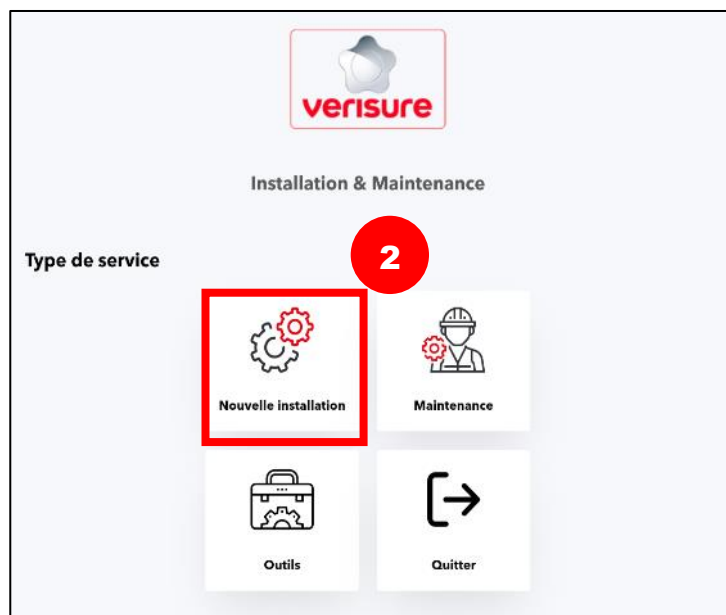 verisure
Installation & Maintenance
Type de service
2
Nouvelle installation
Maintenance
Outils
Quitter